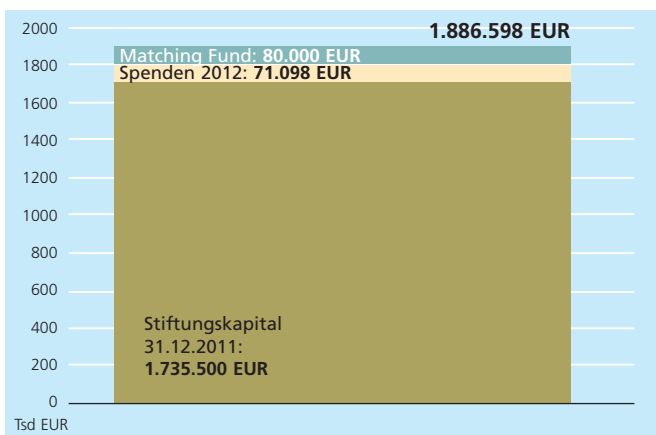 1.886.598 EUR
2000
Matching Fund: 80.000 EUR
1800
Spenden 2012: 71.098 EUR
1600
1400
1200
1000
800
600
400
Stiftungskapital
31.12.2011:
1.735.500 EUR
200
0
Tsd EUR